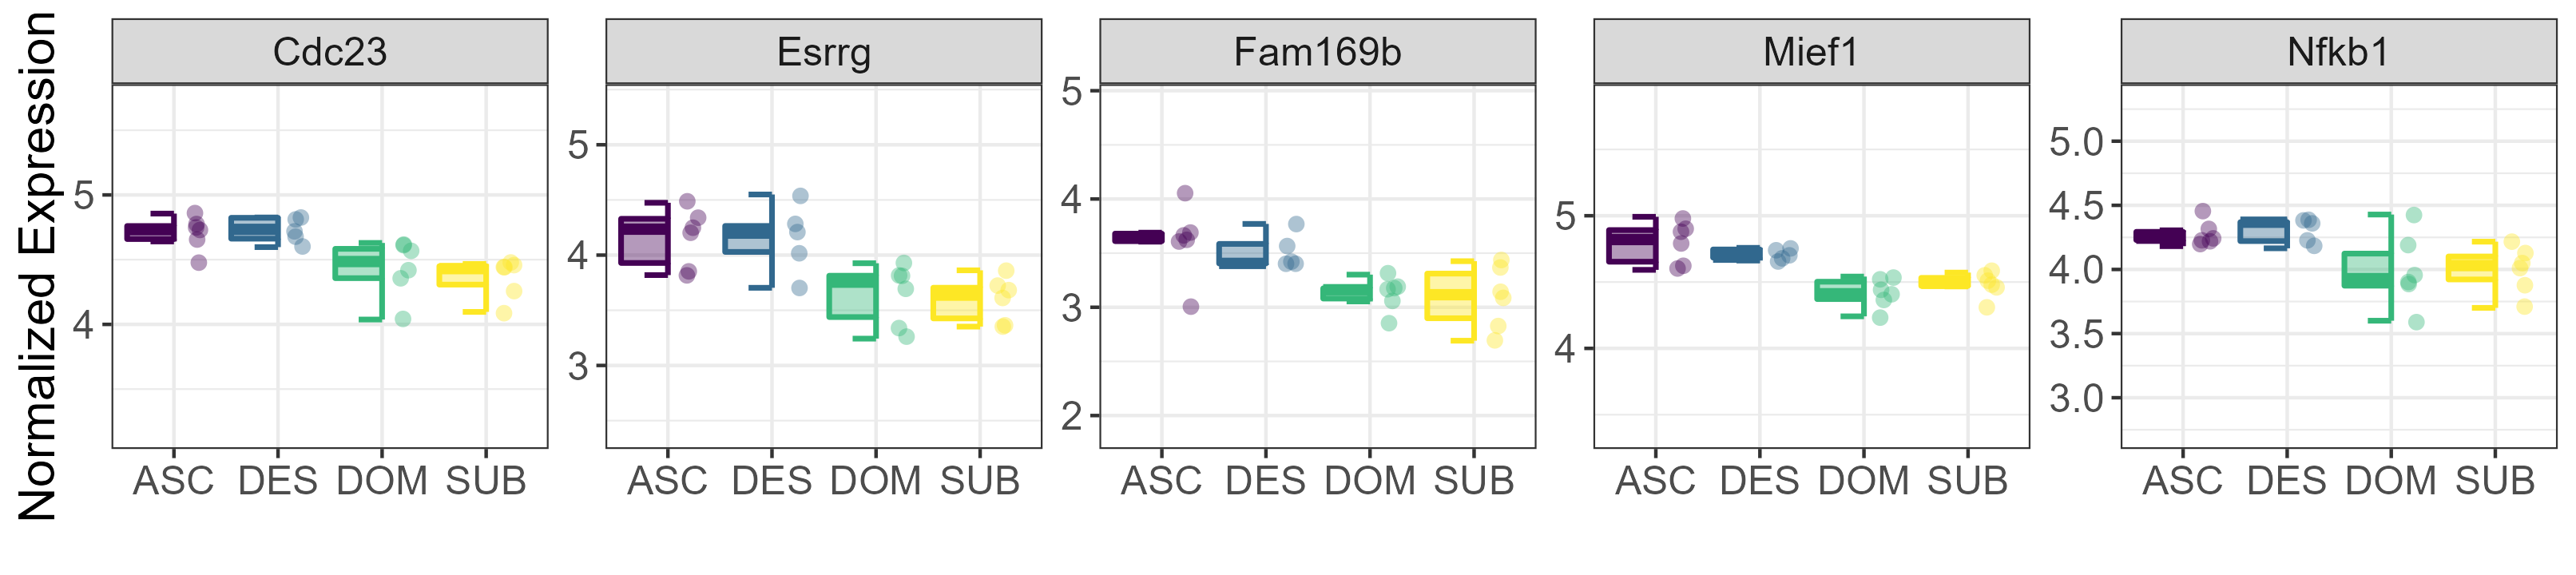 Normalized Expression
Cdc23
Esrrg
Fam169b
Mief1
Nfkb1
5
4
5
4
3
5
4
3
2
5
4
5.0
4.5
4.0
3.5
3.0
ASC DES DOM SUB
ASC DES DOM SUB
ASC DES DOM SUB
ASC DES DOM SUB
ASC DES DOM SUB